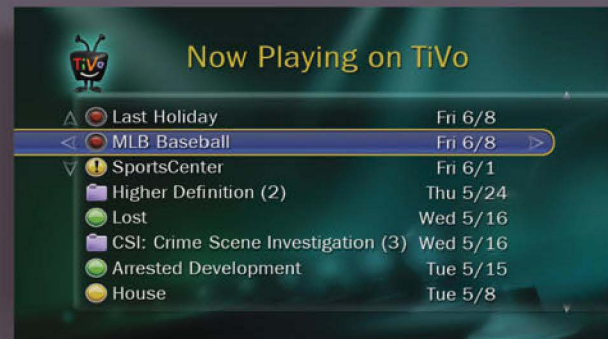 TiVo
Now Playing on TiVo
Last Holiday Fri 6/8
MLB Baseball Fri 6/8
SportsCenter Fri 6/1
Higher Definition (2) Thu 5/24
Lost Wed 5/16
CSI: Crime Scene Investigation (3) Wed 5/16
Arrested Development Tue 5/15
House Tue 5/8